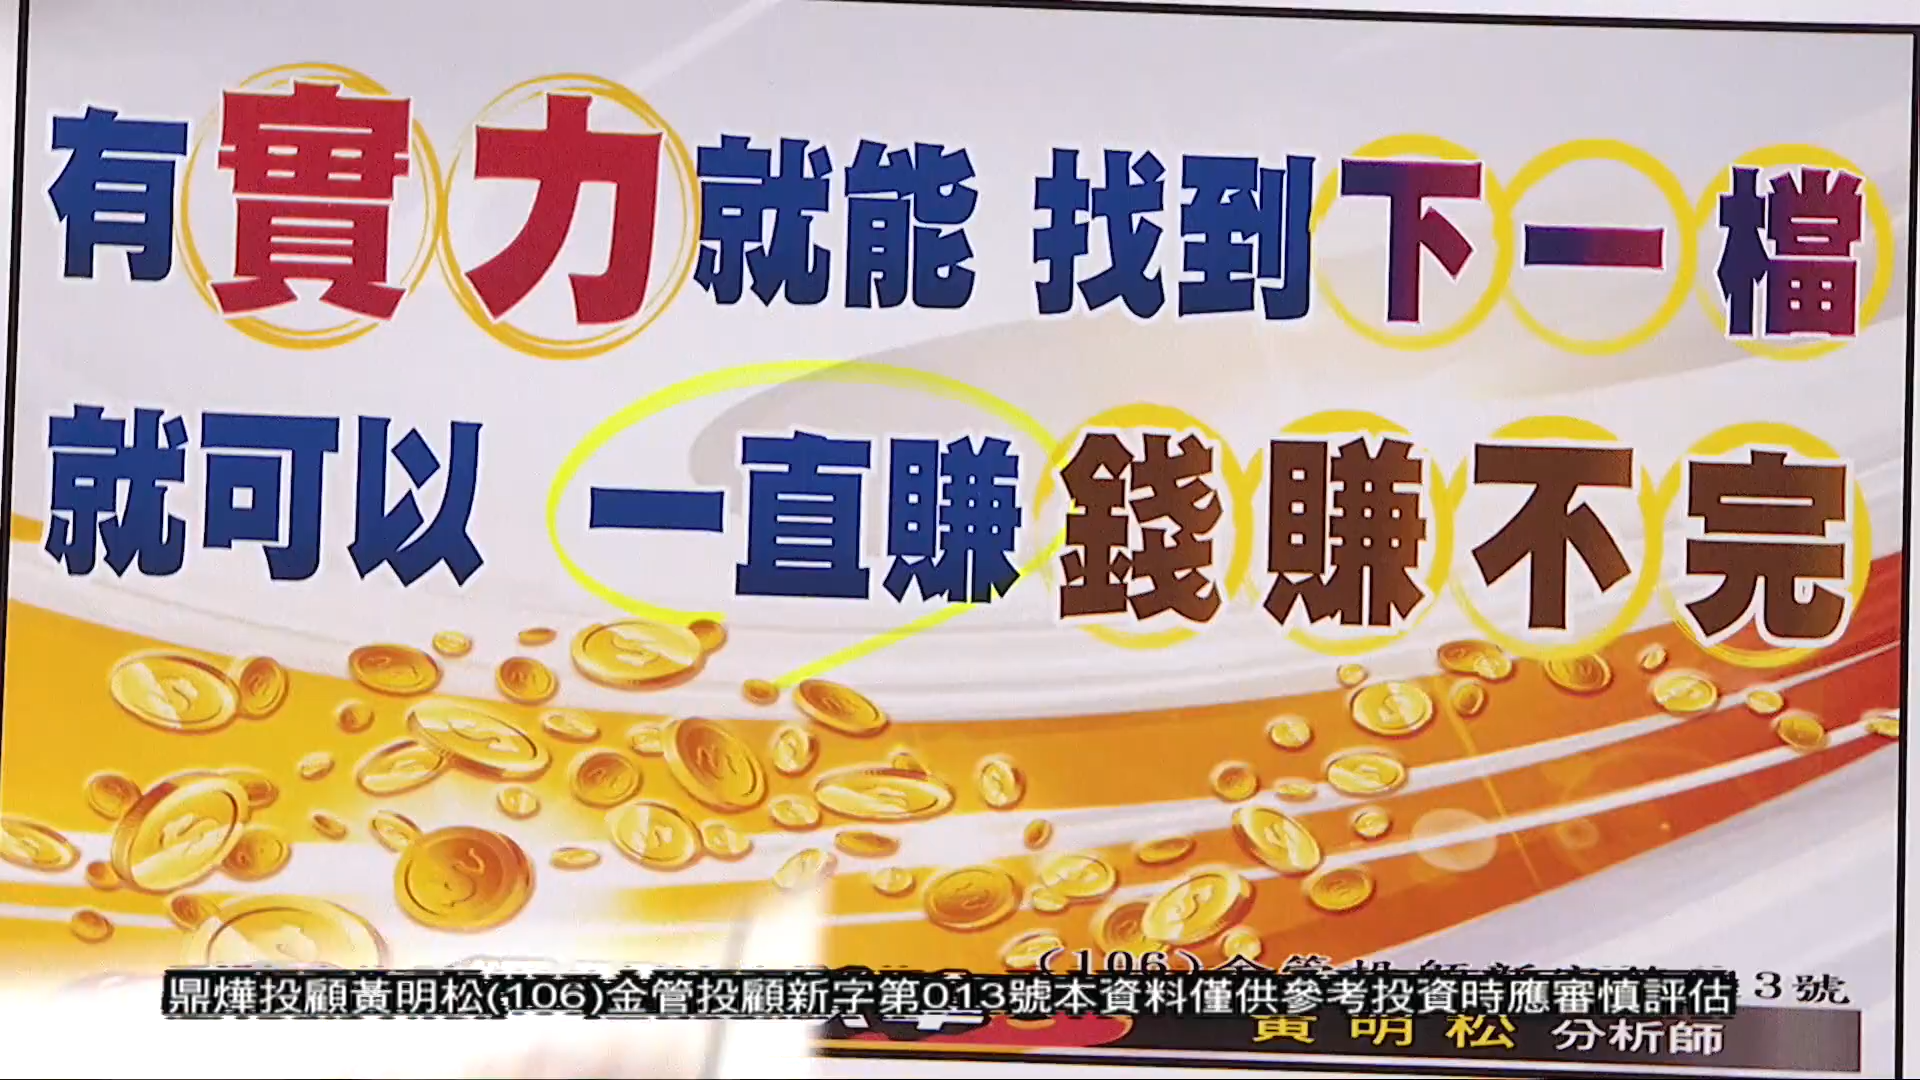 有實力就能 找到下一檔
就可以 一直賺錢賺不完
鼎燁投顧黃明松(106)金管投顧新字第013號本資料僅供參考投資時應審慎評估
黃明松 分析師